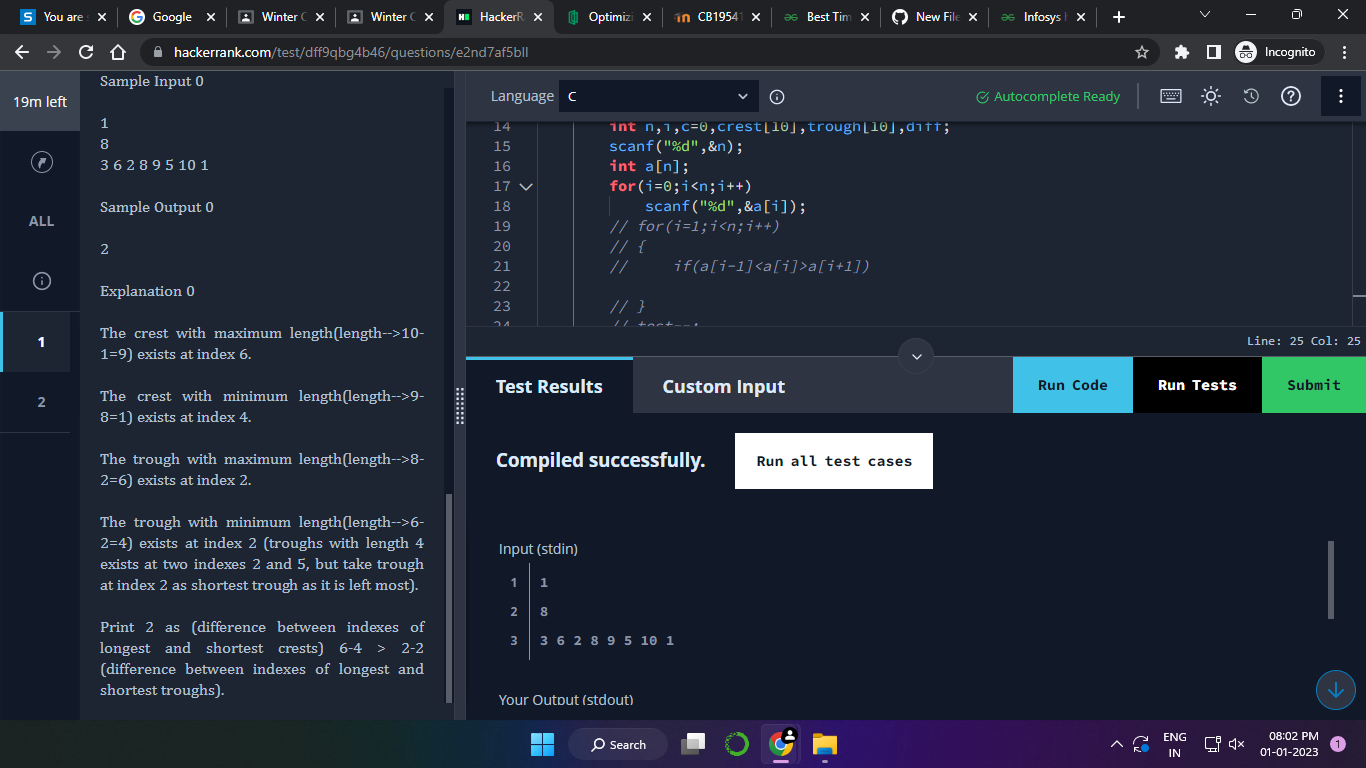 You are
Google
Winter C
Winter C
HackerR
Optimizi
CB19541
Best Tim
New File
Infosys
hackerrank.com/test/dff9qbg4b46/questions/e2nd7af5bll
Incognito
19m left
ALL
1
2
Sample Input 0
1
8
3 6 2 8 9 5 10 1
Sample Output 0
2
Explanation 0
The crest with maximum length(length-->10-
1=9) exists at index 6.
The crest with minimum length(length-->9-
8=1) exists at index 4.
The trough with maximum length(length-->8-
2=6) exists at index 2.
The trough with minimum length(length-->6-
2=4) exists at index 2 (troughs with length 4
exists at two indexes 2 and 5, but take trough
at index 2 as shortest trough as it is left most).
Print 2 as (difference between indexes of
longest and shortest crests) 6-4 > 2-2
(difference between indexes of longest and
shortest troughs).
Language C
Autocomplete Ready
14 int n,i,c=0,crest[10],trough[10],diff;
15 scanf("%d",&n);
16 int a[n];
17 for(i=0;i<n;i++)
18 scanf("%d",&a[i]);
19 // for(i=1;i<n;i++)
20 // {
21 // if(a[i-1]<a[i]>a[i+1])
22
23 // }
24 // test--;
Line: 25 Col: 25
Test Results
Custom Input
Run Code
Run Tests
Submit
Compiled successfully.
Run all test cases
Input (stdin)
1 1
2 8
3 3 6 2 8 9 5 10 1
Your Output (stdout)
Search
ENG
IN
08:02 PM
01-01-2023
1